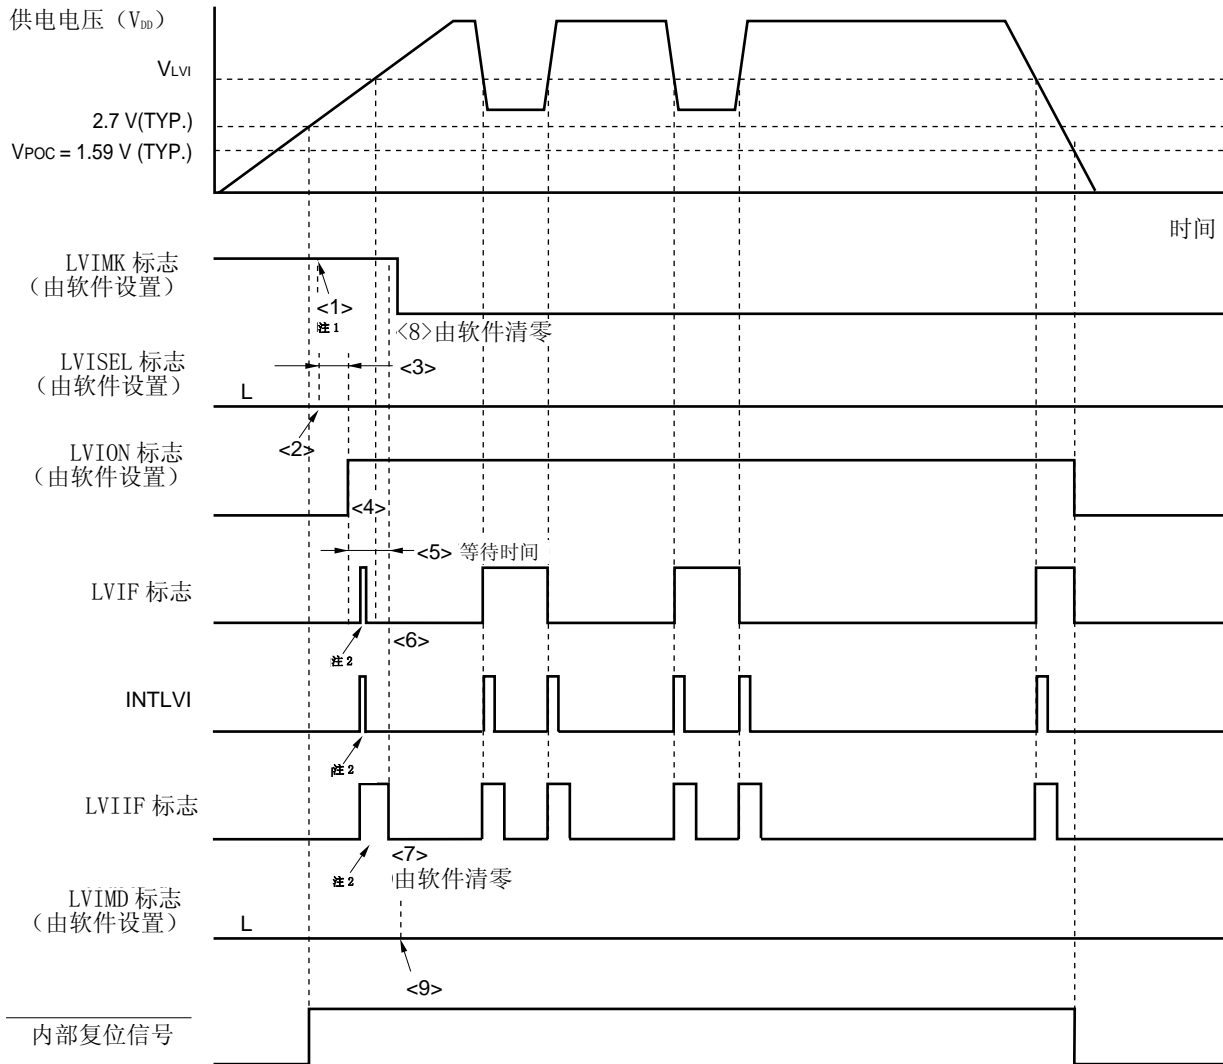 供电电压（VDD）
VLVI
2.7 V(TYP.)
VPOC = 1.59 V (TYP.)
时间
LVIMK 标志
（由软件设置）
<1>
注1
<8>由软件清零
LVISEL 标志
（由软件设置）
L
<3>
<2>
LVION 标志
（由软件设置）
<4>
<5> 等待时间
LVIF 标志
注2
<6>
INTLVI
注2
LVIIF 标志
注2
<7>
由软件清零
LVIMD 标志
（由软件设置）
L
<9>
内部复位信号